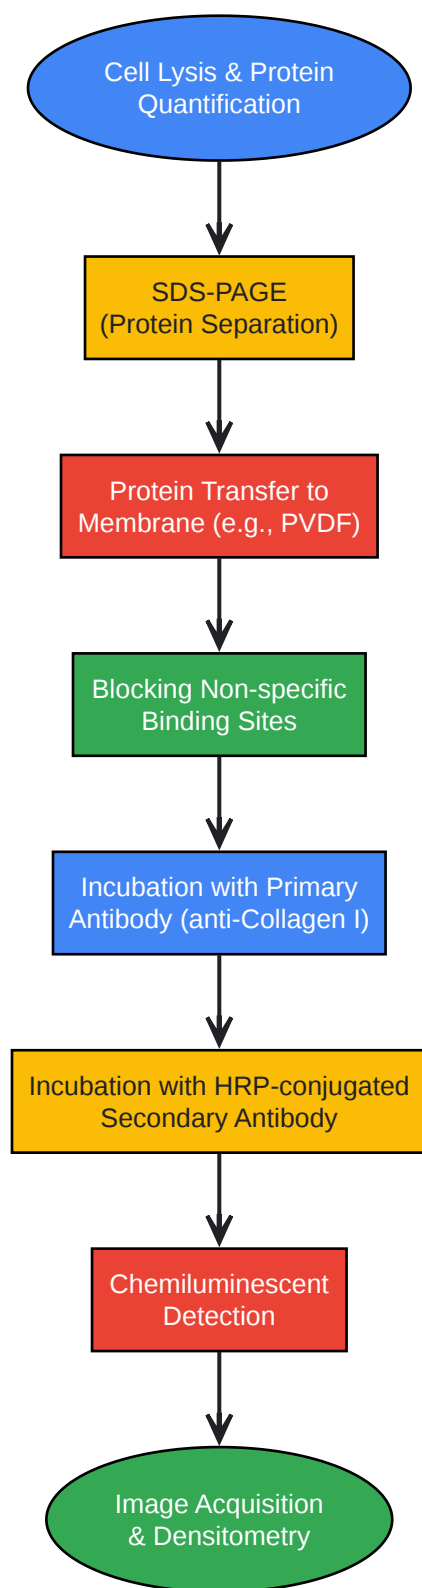 Cell Lysis & Protein
Quantification
SDS-PAGE
(Protein Separation)
Protein Transfer to
Membrane (e.g., PVDF)
Blocking Non-specific
Binding Sites
Incubation with Primary
Antibody (anti-Collagen I)
Incubation with HRP-conjugated
Secondary Antibody
Chemiluminescent
Detection
Image Acquisition
& Densitometry